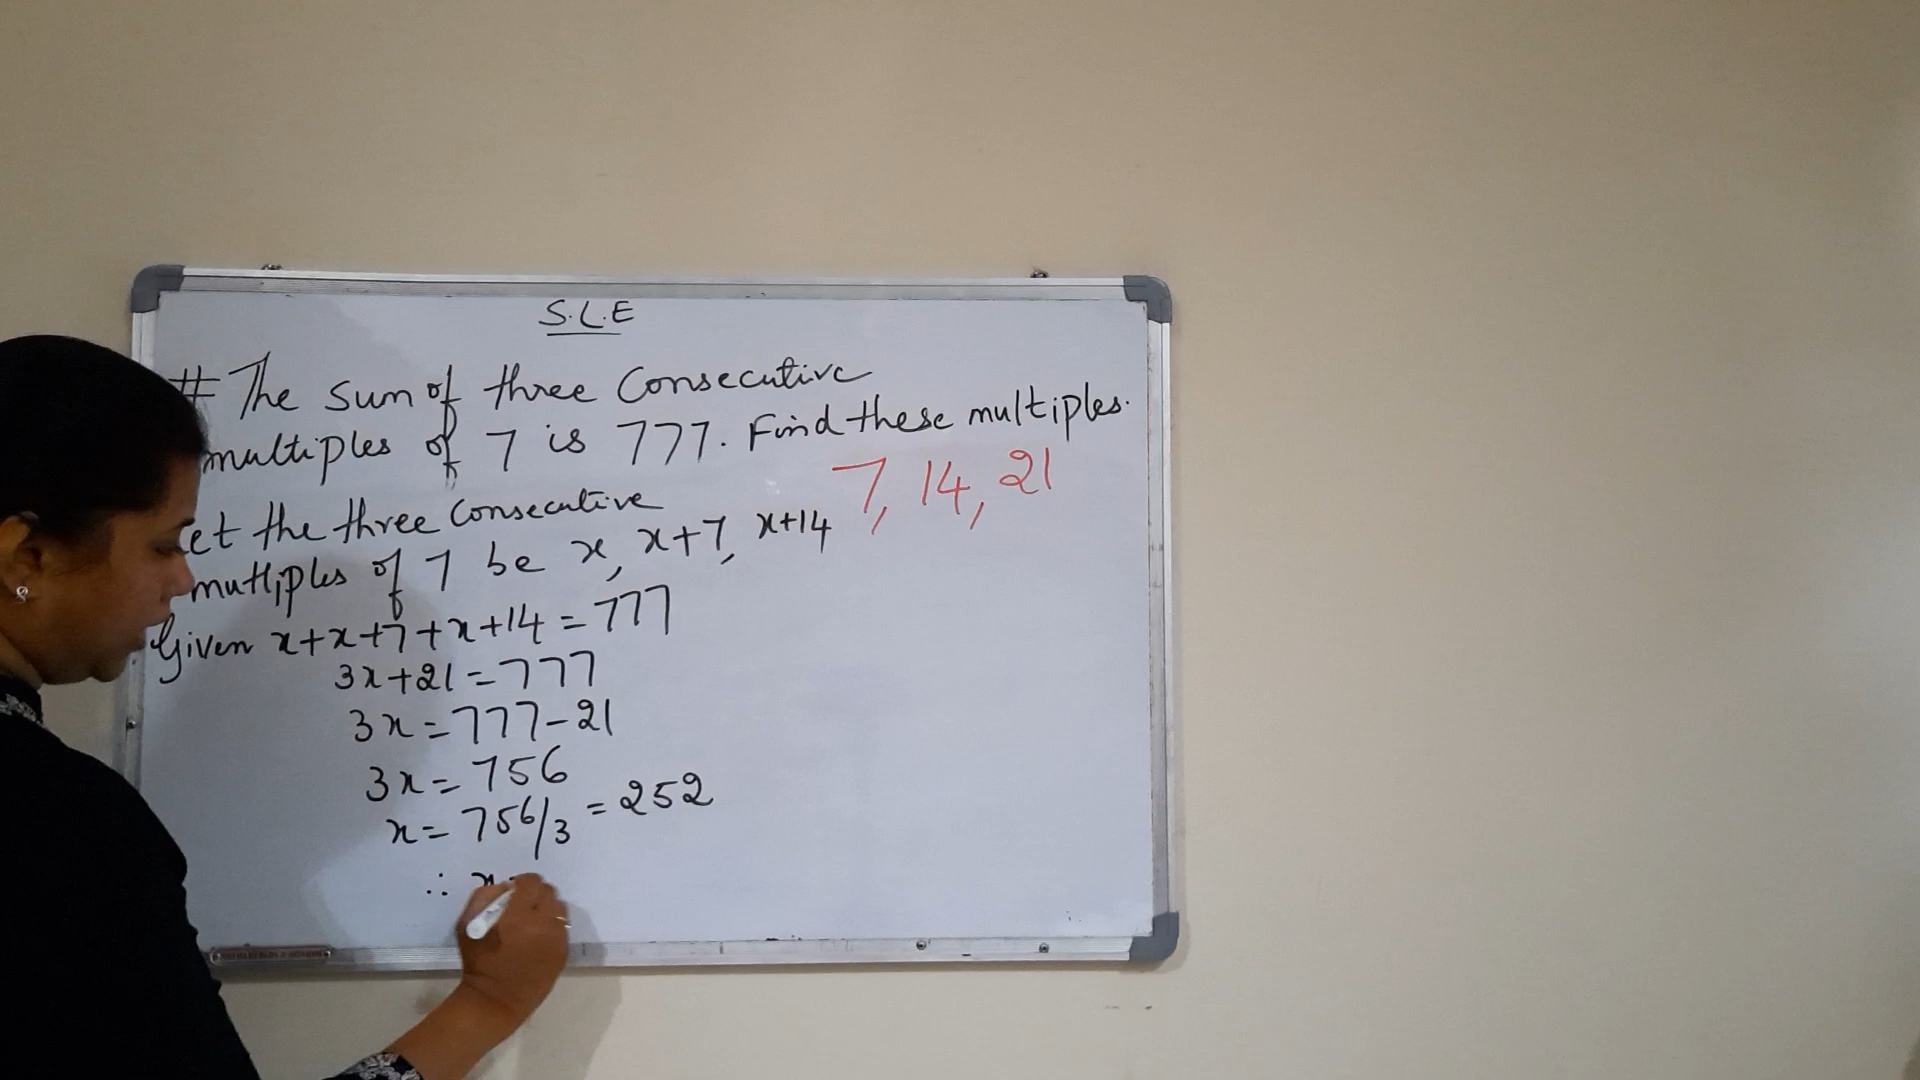 S.L.E
# The sum of three Consecutive
multiples of 7 is 777. Find these multiples.
7, 14, 21
Let the three Consecutive
mutliples of 7 be x, x+7, x+14
Given x+x+7+x+14=777
3x+21=777
3x=777-21
3x=756
x=756/3 =252
∴ x=